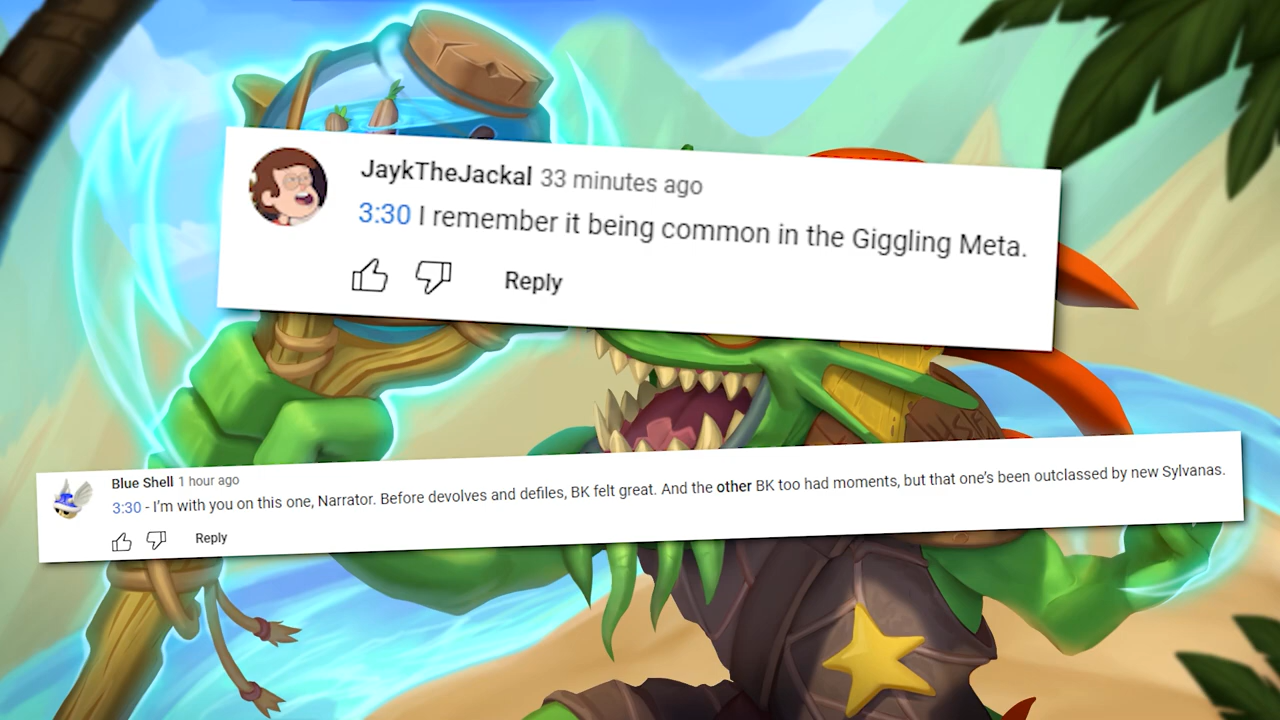 JaykTheJackal 33 minutes ago
3:30 I remember it being common in the Giggling Meta.
Reply
Blue Shell 1 hour ago
3:30 - I'm with you on this one, Narrator. Before devolves and defiles, BK felt great. And the other BK too had moments, but that one's been outclassed by new Sylvanas.
Reply